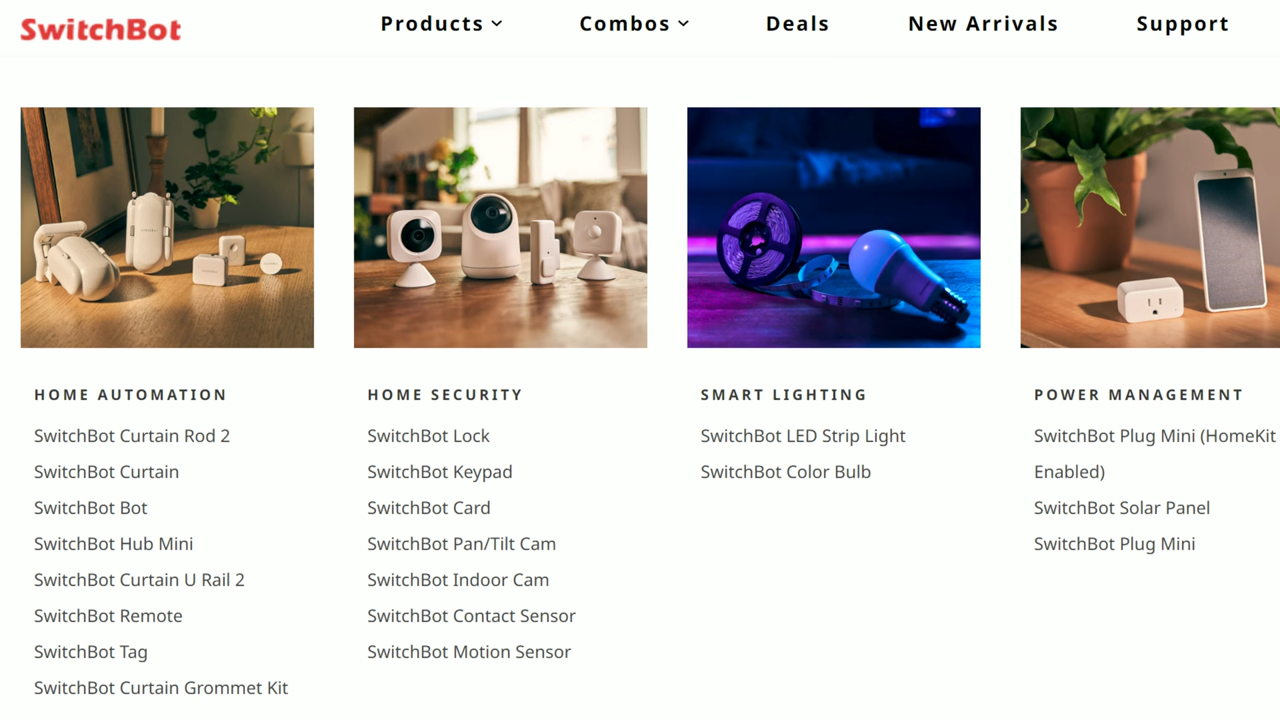 SwitchBot
Products
Combos
Deals
New Arrivals
Support
HOME AUTOMATION
SwitchBot Curtain Rod 2
SwitchBot Curtain
SwitchBot Bot
SwitchBot Hub Mini
SwitchBot Curtain U Rail 2
SwitchBot Remote
SwitchBot Tag
SwitchBot Curtain Grommet Kit
HOME SECURITY
SwitchBot Lock
SwitchBot Keypad
SwitchBot Card
SwitchBot Pan/Tilt Cam
SwitchBot Indoor Cam
SwitchBot Contact Sensor
SwitchBot Motion Sensor
SMART LIGHTING
SwitchBot LED Strip Light
SwitchBot Color Bulb
POWER MANAGEMENT
SwitchBot Plug Mini (HomeKit
Enabled)
SwitchBot Solar Panel
SwitchBot Plug Mini